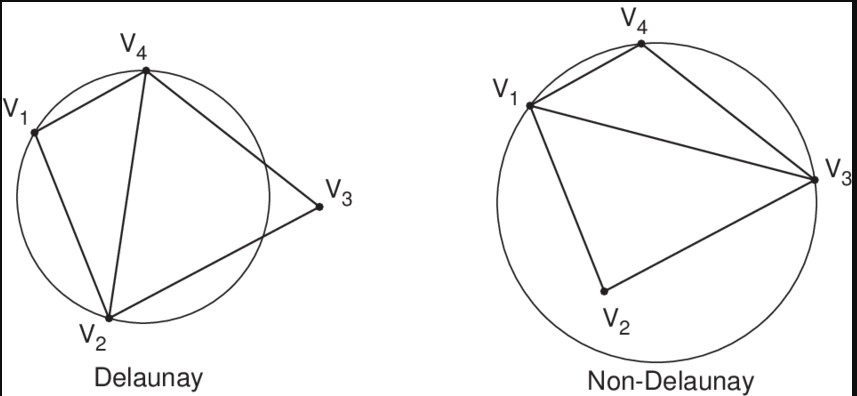 V4
V1
V3
V2
Delaunay
V4
V1
V3
V2
Non-Delaunay